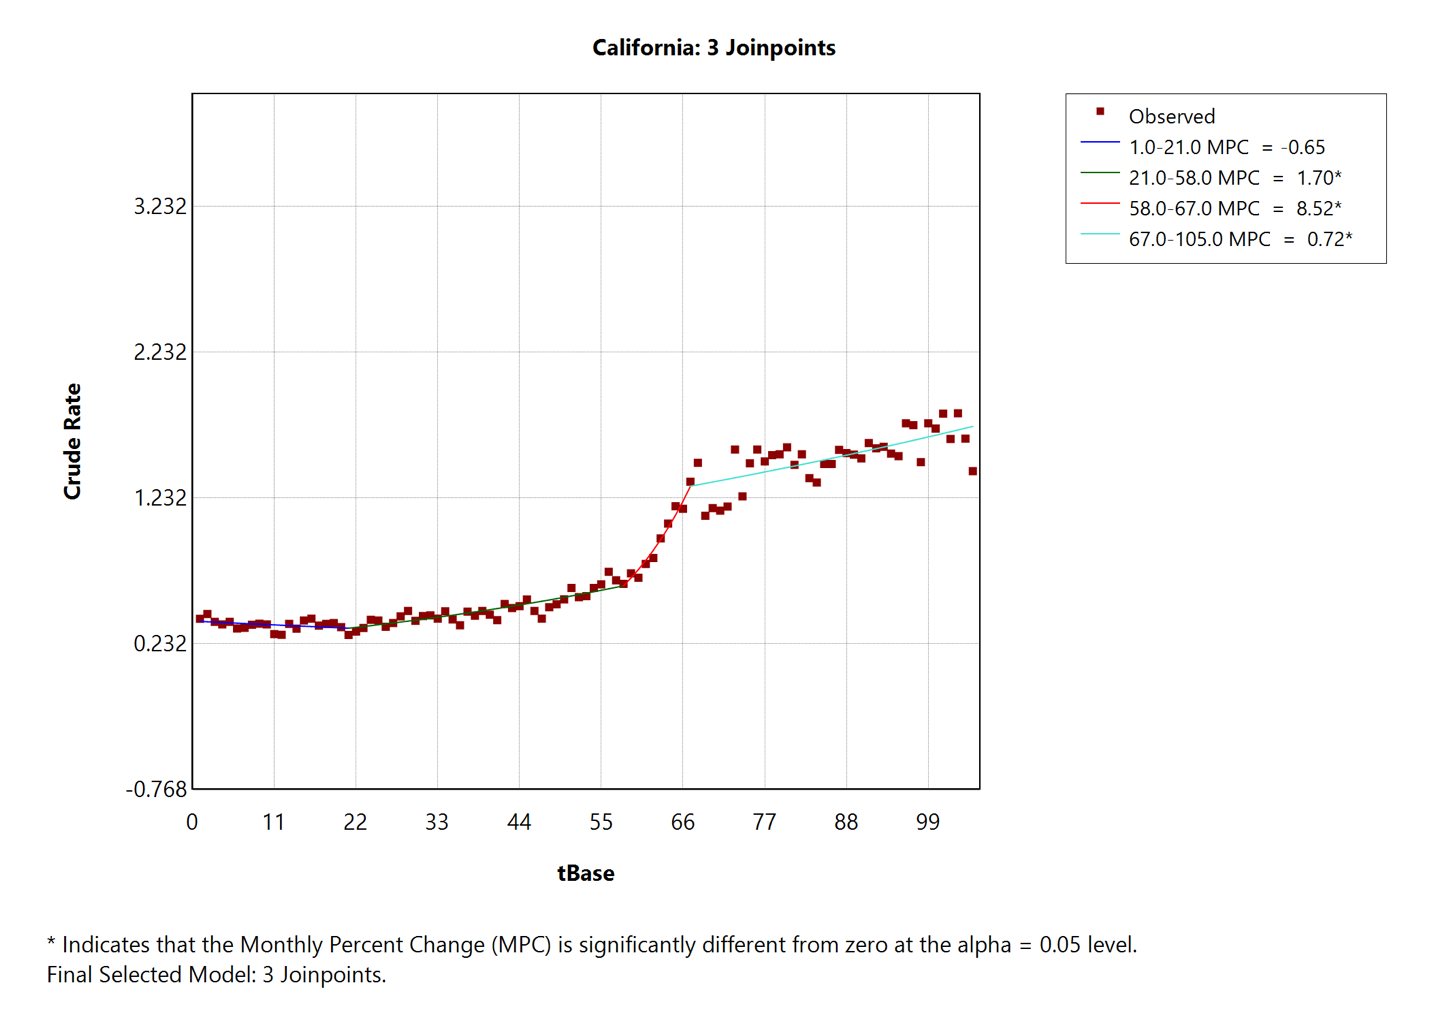 California: 3 Joinpoints
Observed
1.0-21.0 MPC = -0.65
21.0-58.0 MPC = 1.70*
58.0-67.0 MPC = 8.52*
67.0-105.0 MPC = 0.72*
3.232
2.232
1.232
0.232
-0.768
Crude Rate
0 11 22 33 44 55 66 77 88 99
tBase
* Indicates that the Monthly Percent Change (MPC) is significantly different from zero at the alpha = 0.05 level.
Final Selected Model: 3 Joinpoints.